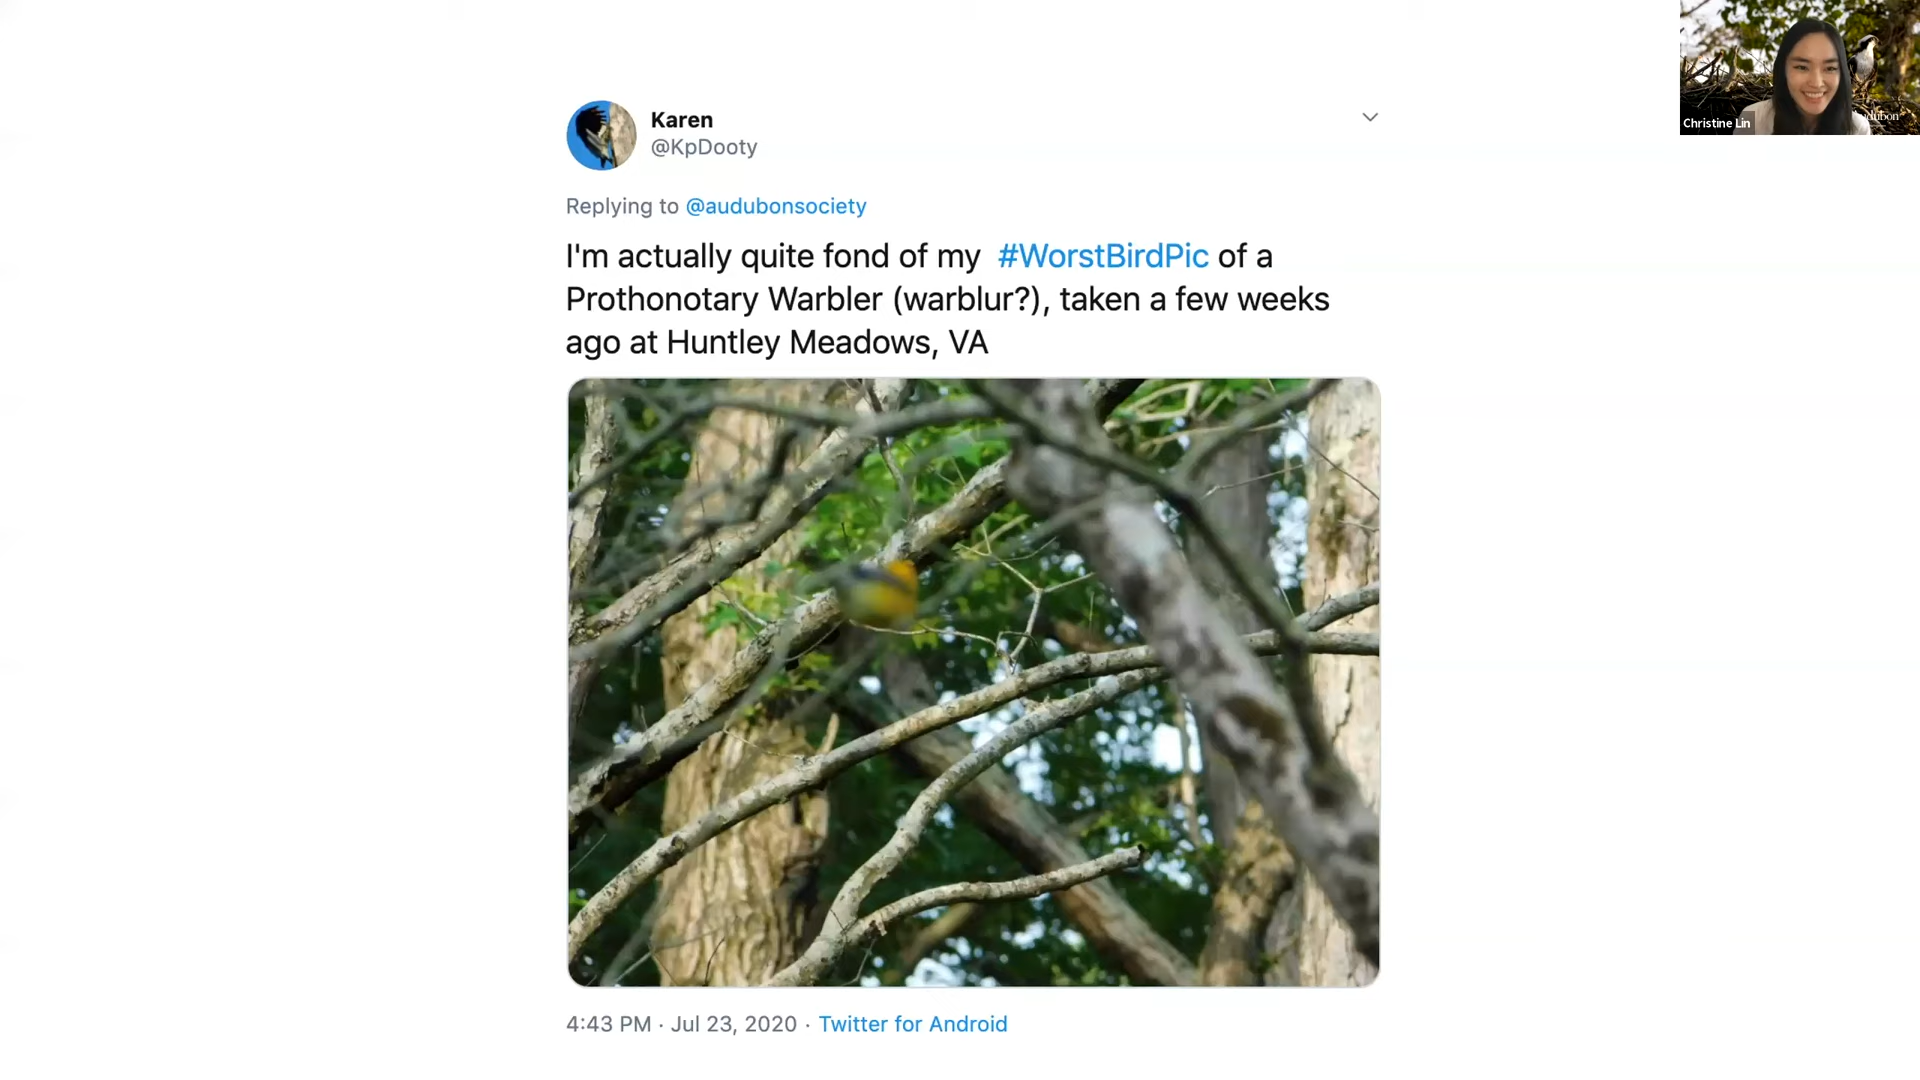 Karen
@KpDooty
Replying to @audubonsociety
I'm actually quite fond of my #WorstBirdPic of a
Prothonotary Warbler (warblur?), taken a few weeks
ago at Huntley Meadows, VA
4:43 PM · Jul 23, 2020 · Twitter for Android
Christine Lin